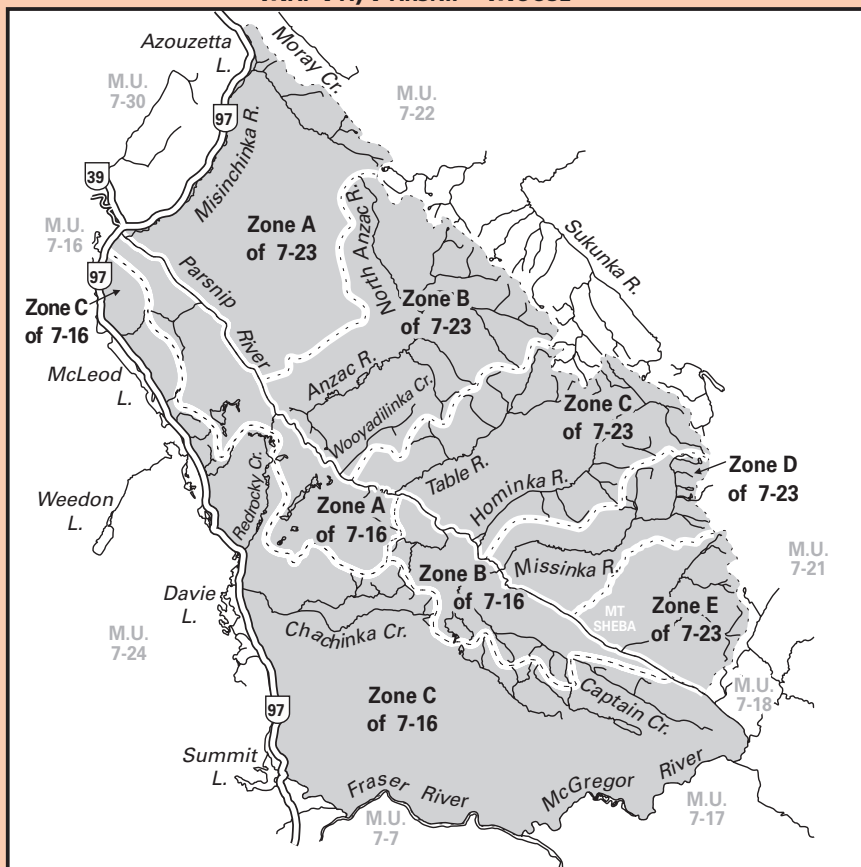 Azouzetta
L.
Moray Cr.
M.U.
7-30
M.U.
7-22
97
Misinchinka R.
39
M.U.
7-16
97
Zone A
of 7-23
North Anzac R.
Sukunka R.
Zone C
of 7-16
Parsnip
River
Zone B
of 7-23
McLeod
L.
Anzac R.
Wooyadilinka Cr.
Zone C
of 7-23
Weedon
L.
Redrocky Cr.
Table R.
Hominka R.
Zone D
of 7-23
Zone A
of 7-16
Missinka R.
Zone B
of 7-16
M.U.
7-21
Davie
L.
MT
SHEBA
Zone E
of 7-23
M.U.
7-24
Chachinka Cr.
Zone C
of 7-16
97
Captain Cr.
M.U.
7-18
Summit
L.
Fraser River
McGregor River
M.U.
7-7
M.U.
7-17